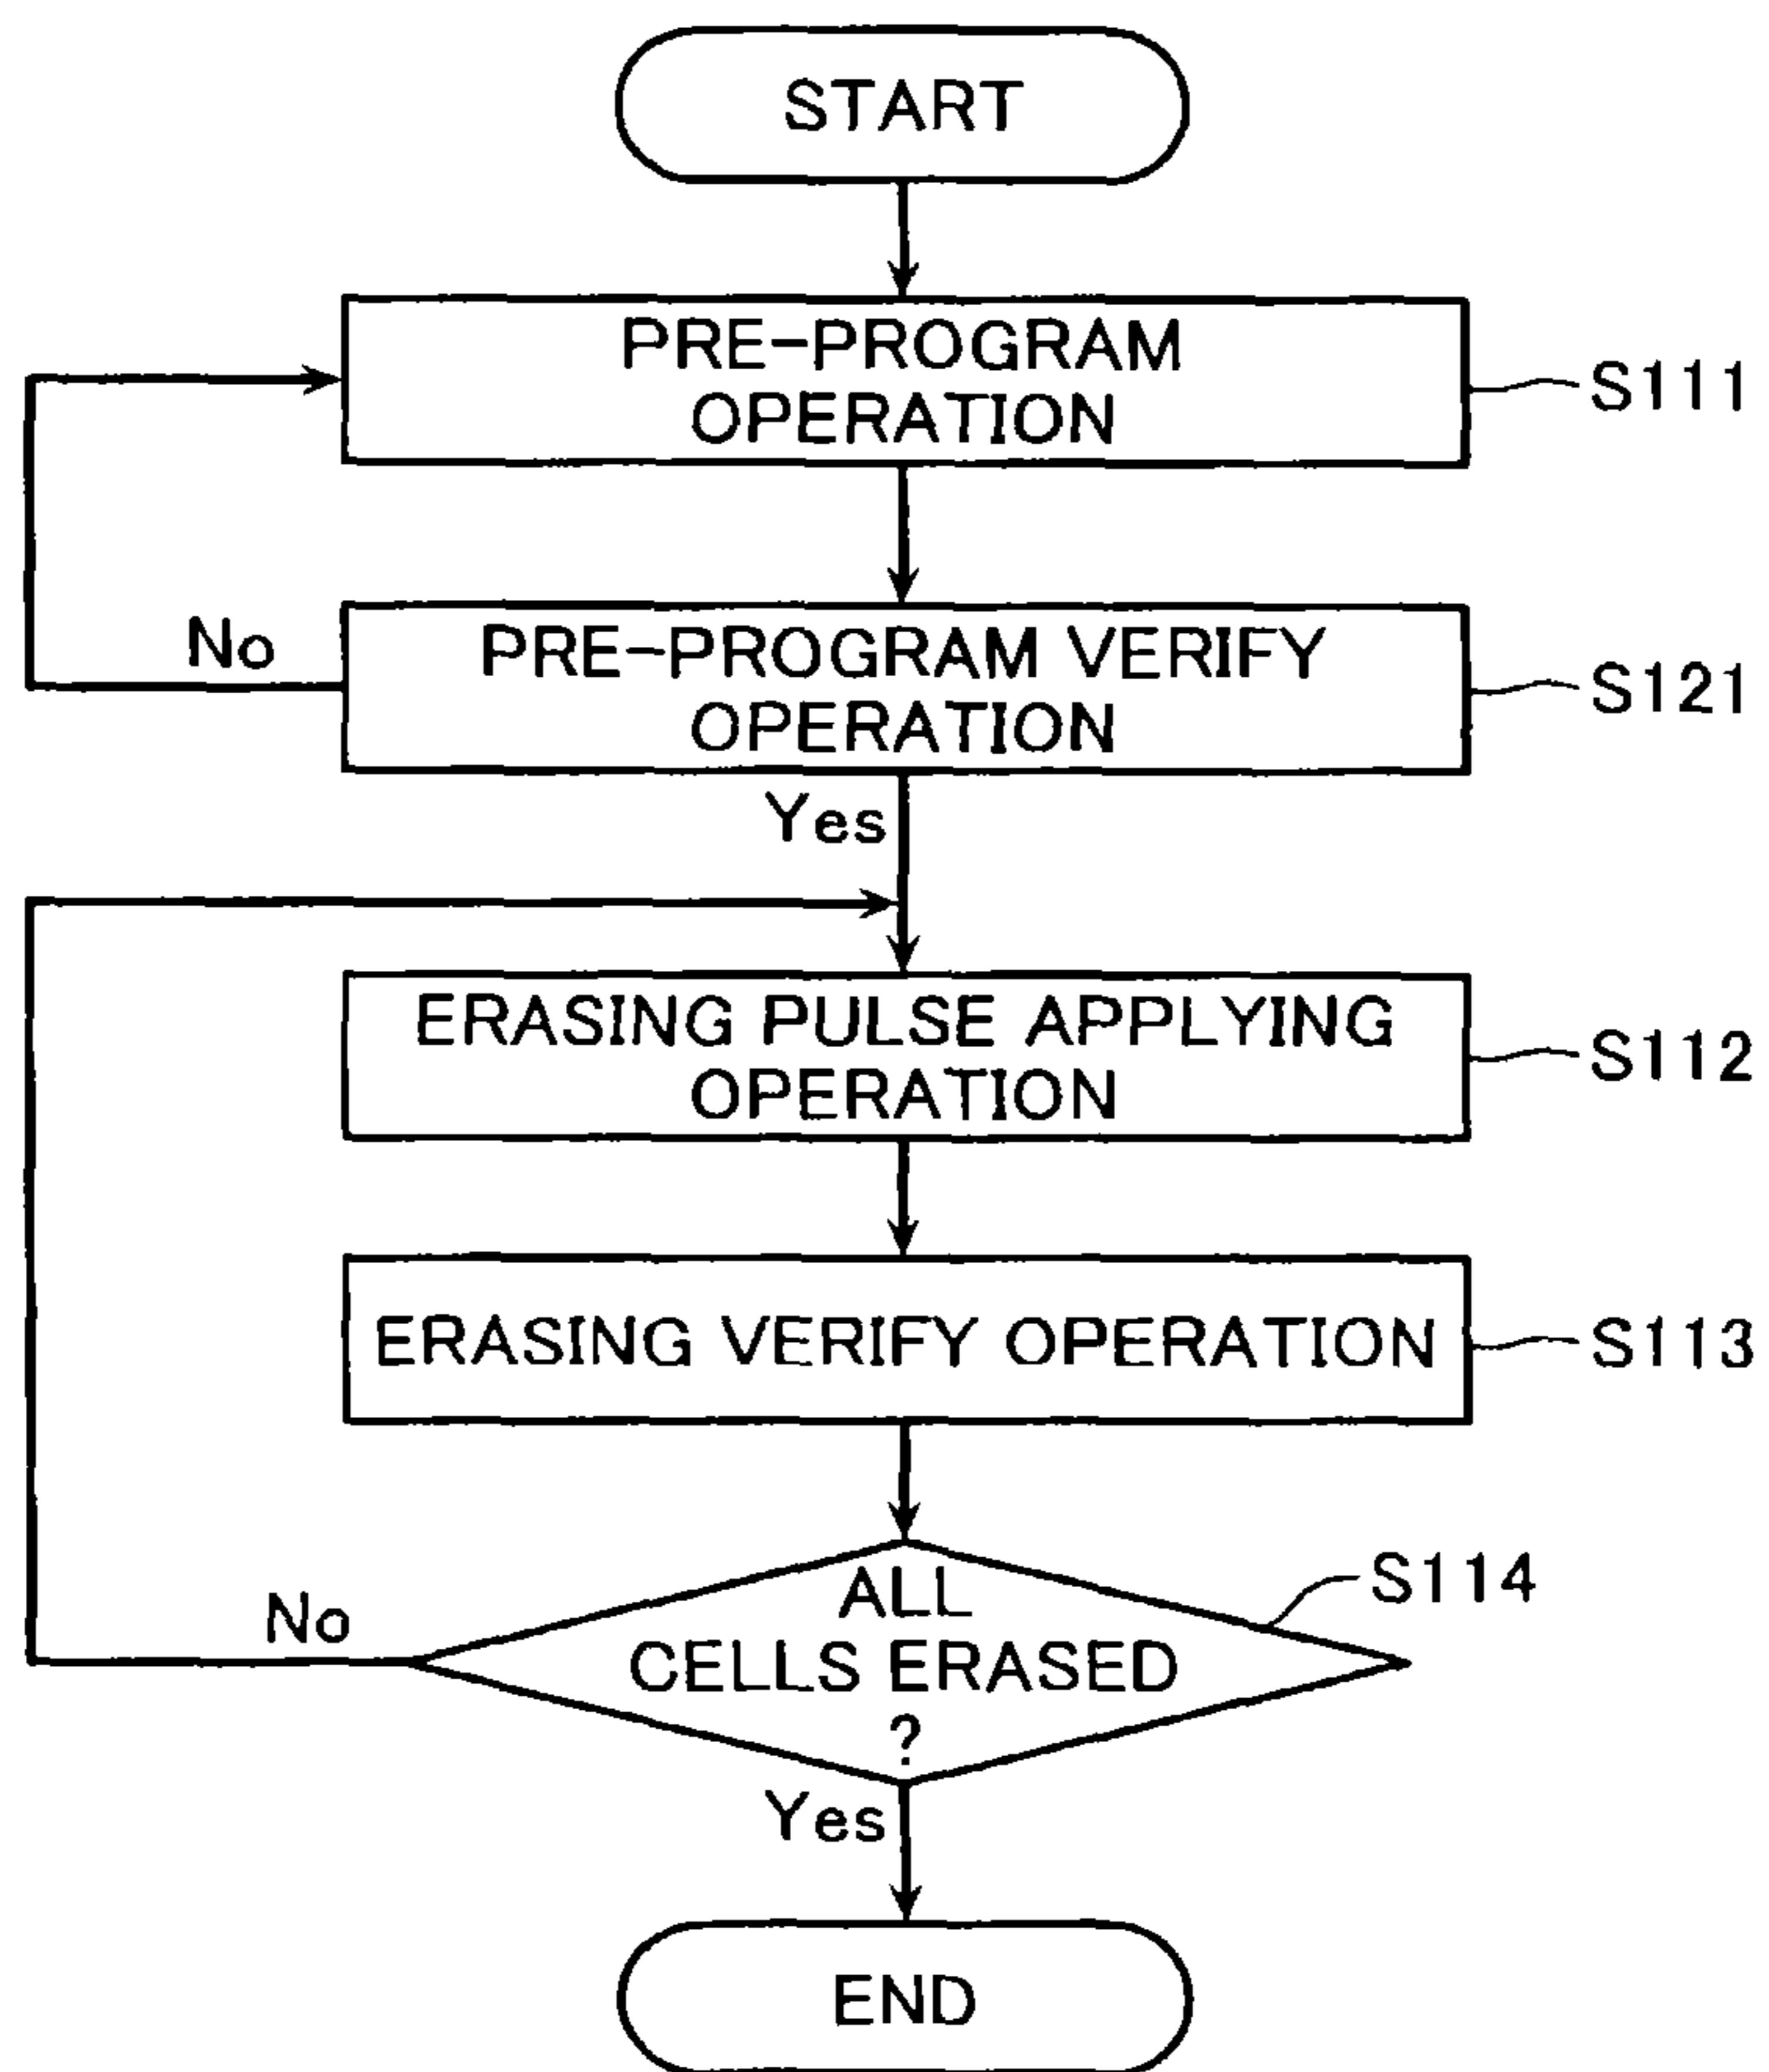 START
PRE-PROGRAM
OPERATION
S111
No
PRE-PROGRAM VERIFY
OPERATION
S121
Yes
ERASING PULSE APPLYING
OPERATION
S112
ERASING VERIFY OPERATION
S113
S114
No
ALL
CELLS ERASED
?
Yes
END